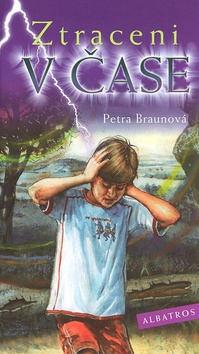 Ztraceni
V ČASE
Petra Braunová
ALBATROS